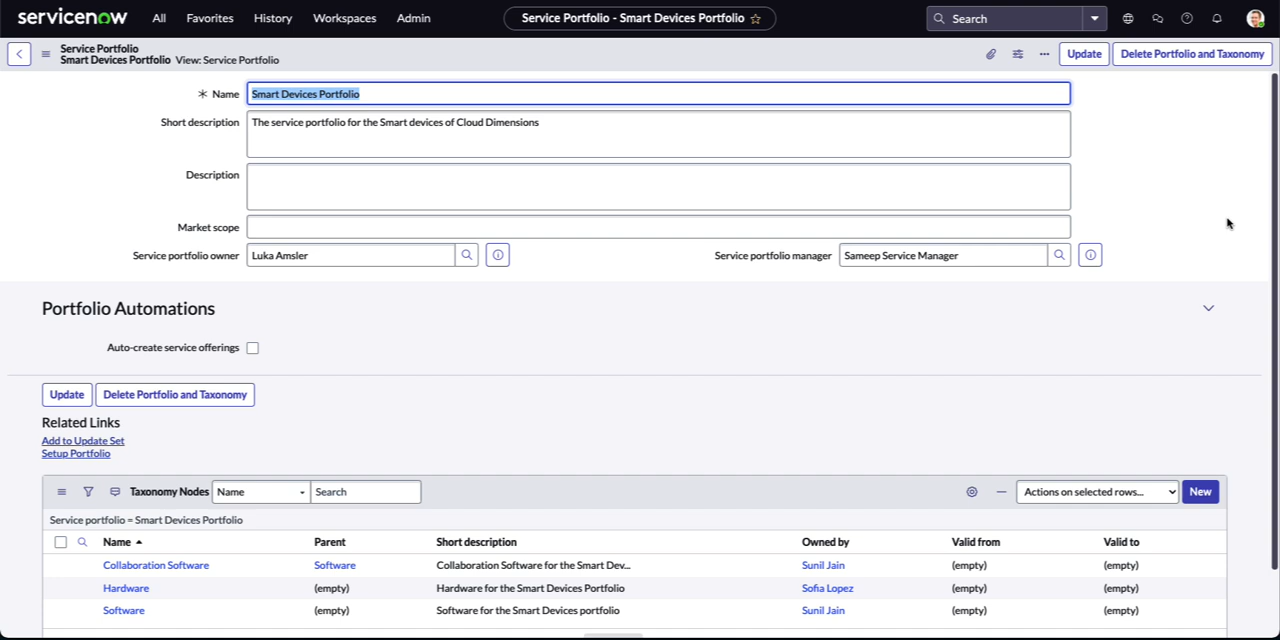 servicenow All Favorites History Workspaces Admin Service Portfolio - Smart Devices Portfolio Search
Service Portfolio
Smart Devices Portfolio View: Service Portfolio Update Delete Portfolio and Taxonomy
Name Smart Devices Portfolio
Short description The service portfolio for the Smart devices of Cloud Dimensions
Description
Market scope
Service portfolio owner Luka Amsler Service portfolio manager Sameep Service Manager
Portfolio Automations
Auto-create service offerings
Update Delete Portfolio and Taxonomy
Related Links
Add to Update Set
Setup Portfolio
Taxonomy Nodes Name Search Actions on selected rows... New
Service portfolio = Smart Devices Portfolio
Name Parent Short description Owned by Valid from Valid to
Collaboration Software Software Collaboration Software for the Smart Dev... Sunil Jain (empty) (empty)
Hardware (empty) Hardware for the Smart Devices Portfolio Sofia Lopez (empty) (empty)
Software (empty) Software for the Smart Devices portfolio Sunil Jain (empty) (empty)